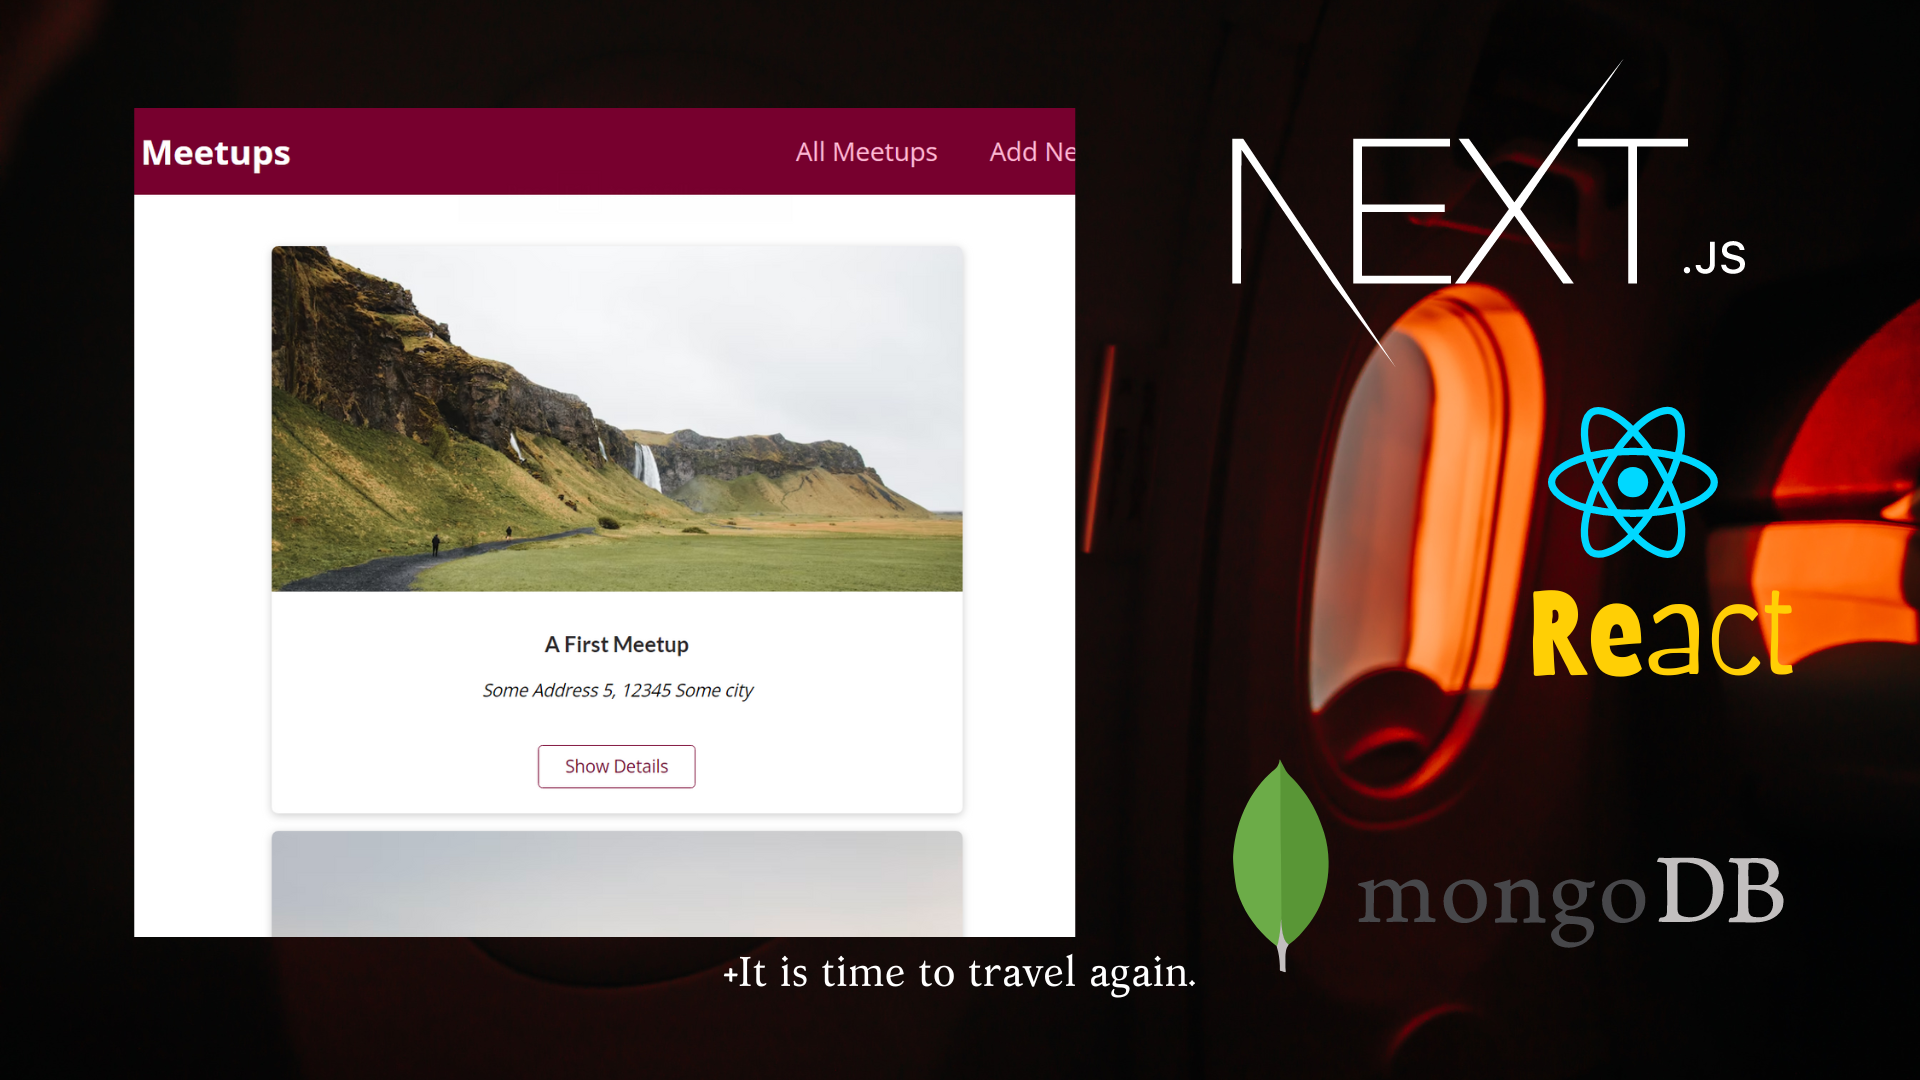 Meetups
All Meetups
Add Ne
A First Meetup
Some Address 5, 12345 Some city
Show Details
NEXT.JS
React
mongoDB
+It is time to travel again.